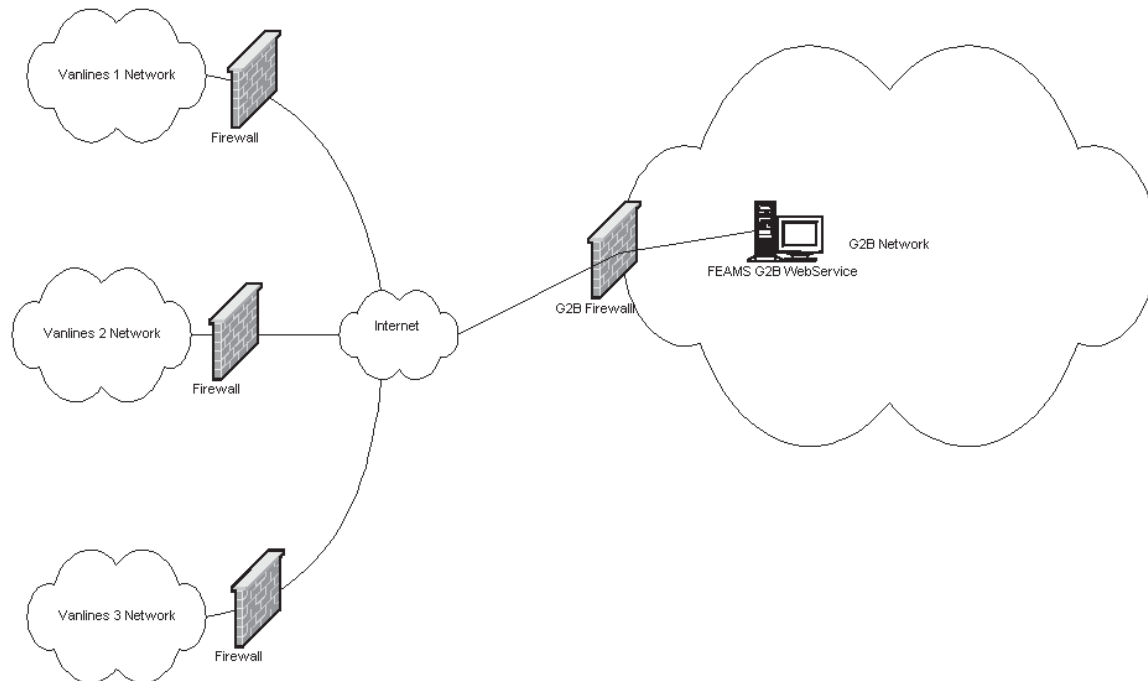 Vanlines 1 Network
Firewall
G2B Network
FEAMS G2B WebService
G2B Firewall
Internet
Vanlines 2 Network
Firewall
Vanlines 3 Network
Firewall